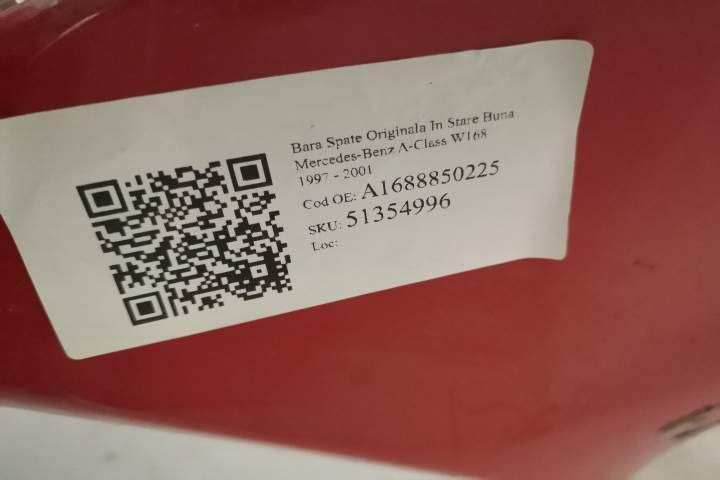 Bara Spate Originala In Stare Buna
Mercedes-Benz A-Class W168
1997 - 2001
Cod OE: A1688850225
SKU: 51354996
Loc: